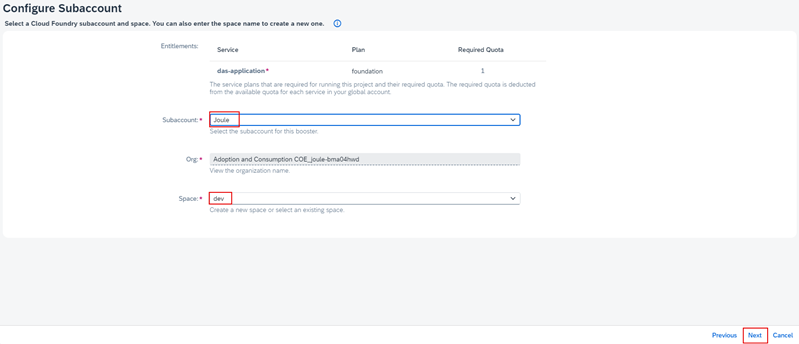 Configure Subaccount
Select a Cloud Foundry subaccount and space. You can also enter the space name to create a new one.
Entitlements:
Service Plan Required Quota
das-application* foundation 1
The service plans that are required for running this project and their required quota. The required quota is deducted
from the available quota for each service in your global account.
Subaccount:* Joule
Select the subaccount for this booster.
Org:* Adoption and Consumption COE_joule-bma04hwd
View the organization name.
Space:* dev
Create a new space or select an existing space.
Previous Next Cancel